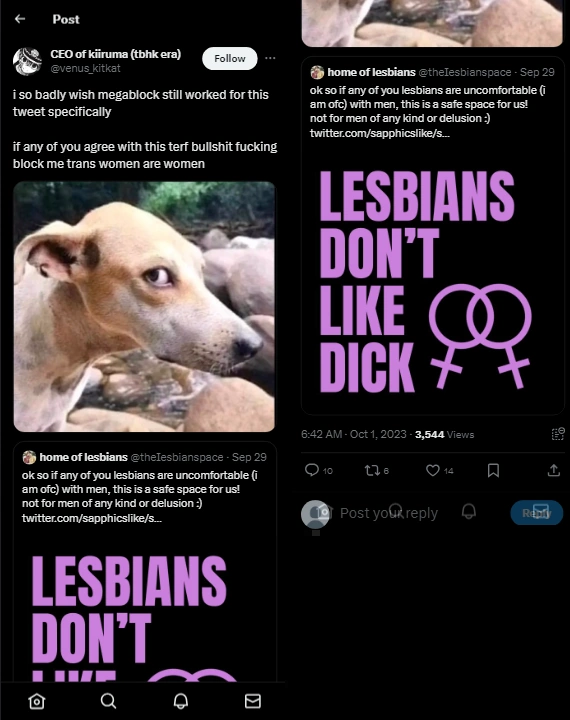 Post
CEO of kiiruma (tbhk era)
@venus_kitkat
Follow
i so badly wish megablock still worked for this
tweet specifically
if any of you agree with this terf bullshit fucking
block me trans women are women
home of lesbians @theIesbianspace · Sep 29
ok so if any of you lesbians are uncomfortable (i
am ofc) with men, this is a safe space for us!
not for men of any kind or delusion :)
twitter.com/sapphicslike/s...
LESBIANS
DON'T
LIKE
home of lesbians @theIesbianspace · Sep 29
ok so if any of you lesbians are uncomfortable (i
am ofc) with men, this is a safe space for us!
not for men of any kind or delusion :)
twitter.com/sapphicslike/s...
LESBIANS
DON'T
LIKE
DICK
6:42 AM · Oct 1, 2023 · 3,544 Views
10
6
14
Post your reply
Reply